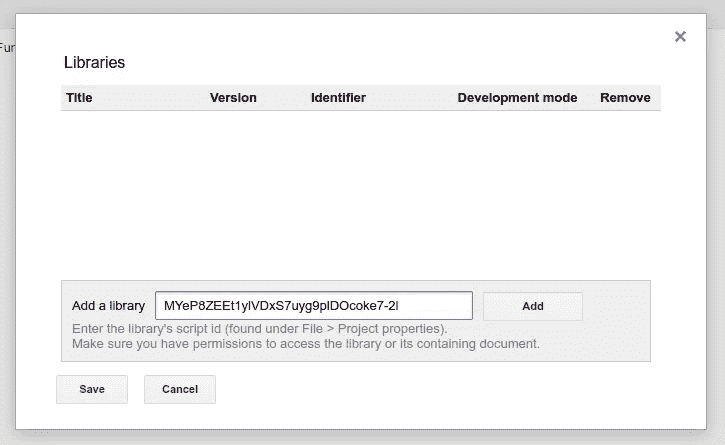 Fur
Libraries
Title Version Identifier Development mode Remove
Add a library MYeP8ZEEt1ylVDxS7uyg9plDOcoke7-2l Add
Enter the library's script id (found under File > Project properties).
Make sure you have permissions to access the library or its containing document.
Save Cancel